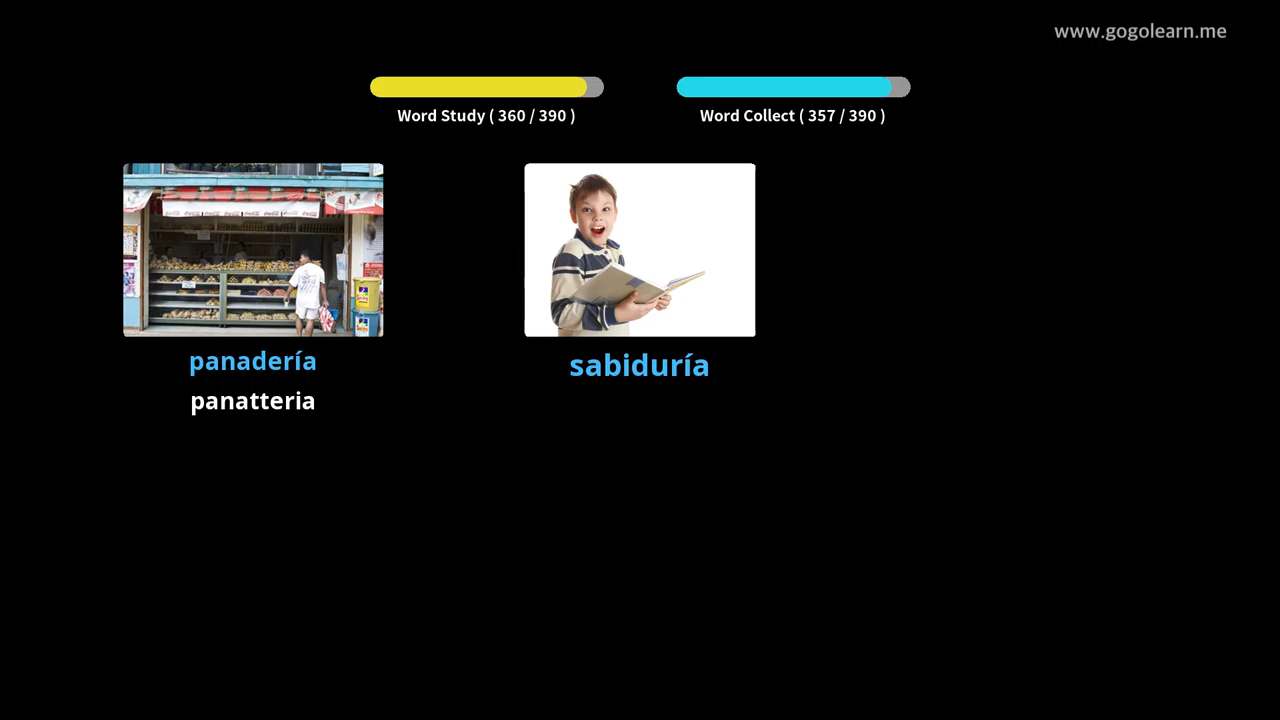 www.gogolearn.me
Word Study ( 360 / 390 )
Word Collect ( 357 / 390 )
panadería
sabiduría
panatteria